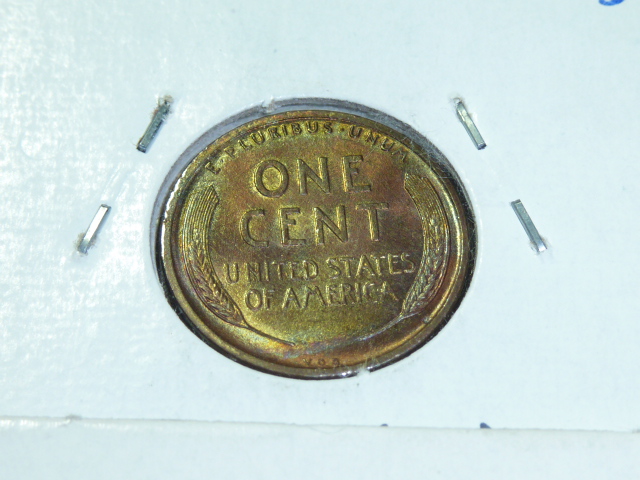 E·PLURIBUS·UNUM
ONE
CENT
UNITED STATES
OF AMERICA